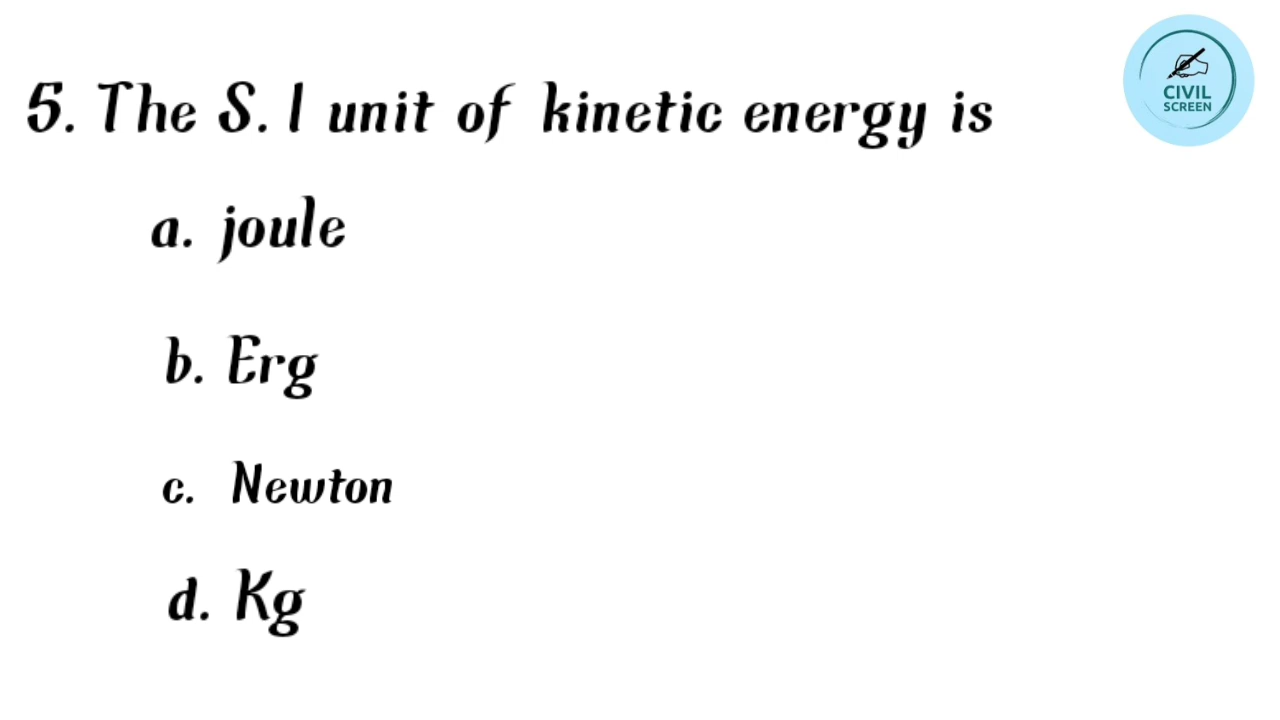 5. The S. I unit of kinetic energy is
CIVIL
SCREEN
a. joule
b. Erg
c. Newton
d. Kg